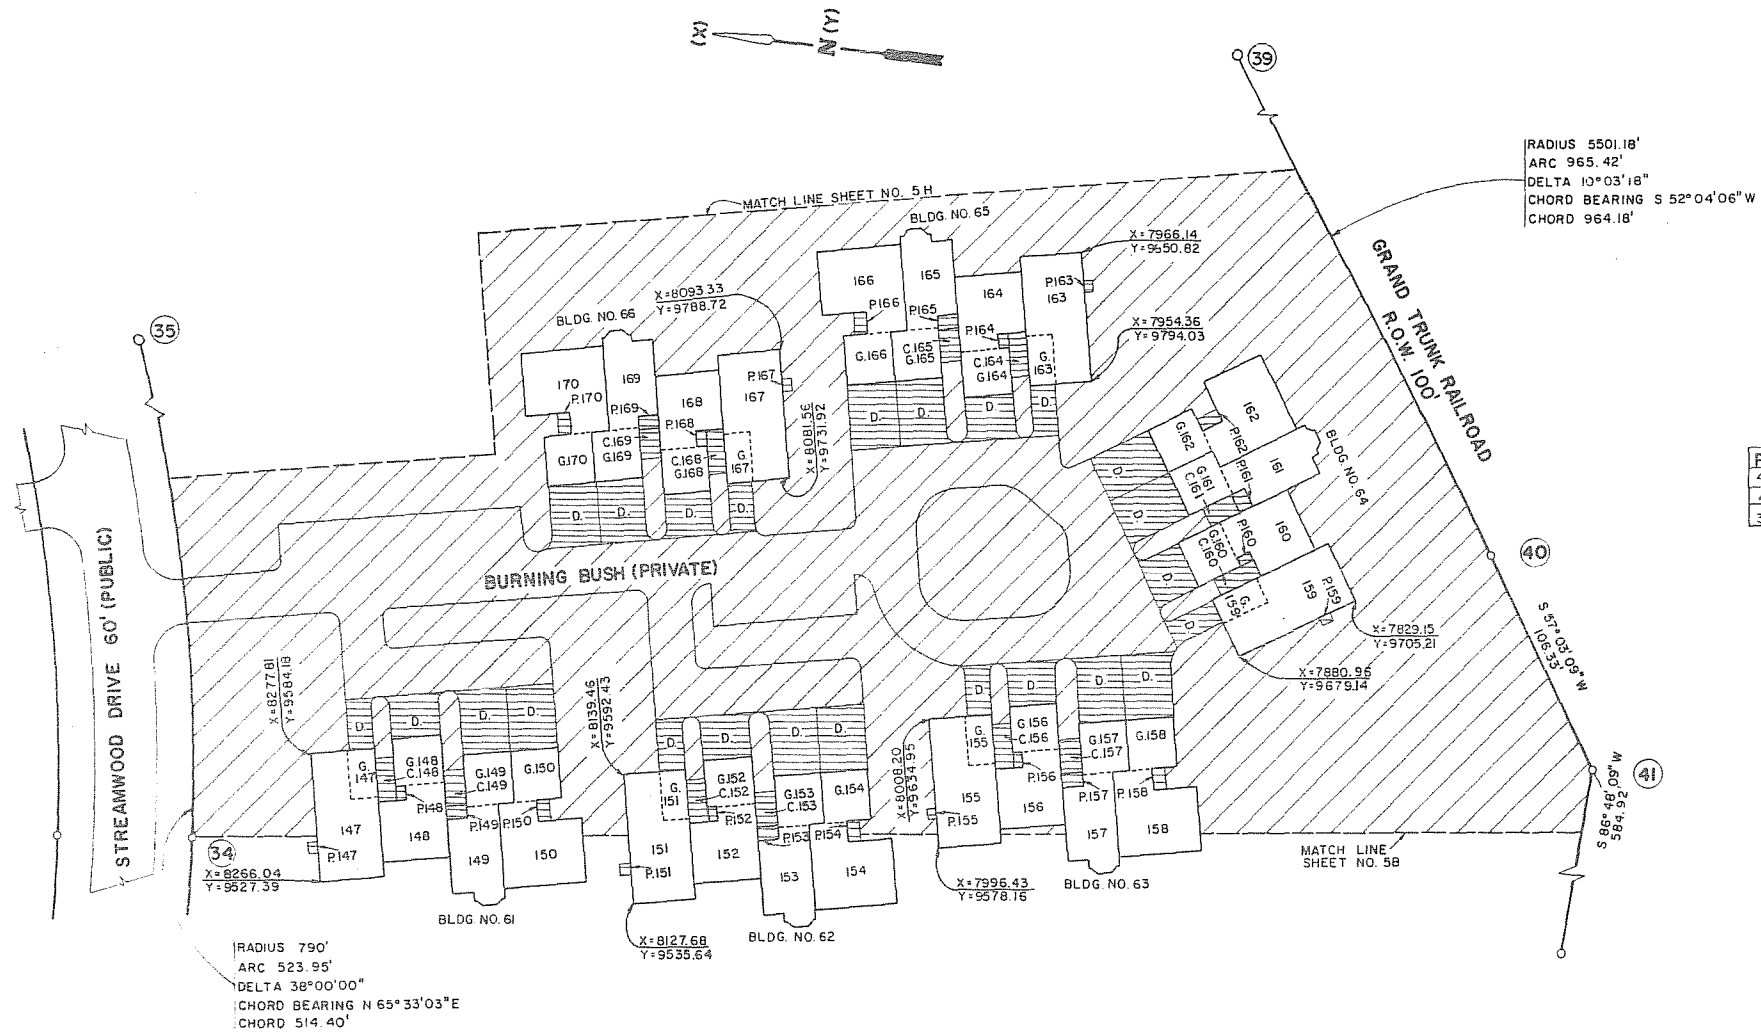 (X)
N (Y)
39
RADIUS 5501.18'
ARC 965.42'
DELTA 10°03'18"
CHORD BEARING S 52°04'06" W
CHORD 964.18'
MATCH LINE SHEET NO. 5H
BLDG. NO. 65
X=7966.14
Y=9850.82
GRAND TRUNK RAILROAD
R.O.W. 100'
166
165
164
P.163
163
P.166
P.165
P.164
G.166
C.165
G.165
C.164
G.164
G.
163
D.
D.
D.
D.
X=7954.36
Y=9794.03
X=8093.33
Y=9788.72
BLDG. NO. 66
35
170
169
168
P.167
167
P.170
P.169
P.168
G.170
C.169
G.169
C.168
G.168
G.
167
D.
D.
D.
D.
X=8081.56
Y=9731.92
162
G.162
P.162
161
P.161
G.161
C.161
BLDG. NO. 64
160
P.160
G.160
C.160
159
P.159
G.
159
D.
D.
D.
D.
X=7829.15
Y=9705.21
X=7880.96
Y=9679.14
40
S 57°03'09" W
106.33'
41
S 86°48'09" W
584.92'
STREAMWOOD DRIVE 60' (PUBLIC)
BURNING BUSH (PRIVATE)
X=8277.81
Y=9584.18
D.
D.
D.
D.
G.
147
G.148
C.148
G.149
C.149
G.150
P.148
P.149
P.150
147
148
149
150
P.147
34
X=8266.04
Y=9527.39
BLDG. NO. 61
X=8139.46
Y=9592.43
D.
D.
D.
D.
G.
151
G.152
C.152
G.153
C.153
G.154
P.152
P.153
P.154
151
152
153
154
P.151
X=8127.68
Y=9535.64
BLDG. NO. 62
X=8008.20
Y=9634.95
D.
D.
D.
D.
G.
155
G.156
C.156
G.157
C.157
G.158
P.156
P.157
P.158
155
P.155
156
157
158
X=7996.43
Y=9578.16
BLDG. NO. 63
MATCH LINE
SHEET NO. 5B
RADIUS 790'
ARC 523.95'
DELTA 38°00'00"
CHORD BEARING N 65°33'03" E
CHORD 514.40'